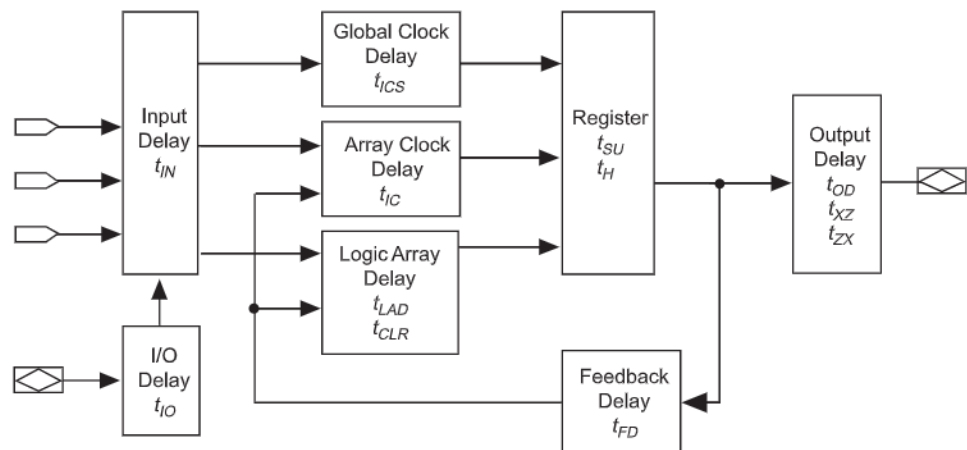 Global Clock
Delay
tICS
Input
Delay
tIN
Array Clock
Delay
tIC
Logic Array
Delay
tLAD
tCLR
Register
tSU
tH
Output
Delay
tOD
tXZ
tZX
I/O
Delay
tIO
Feedback
Delay
tFD